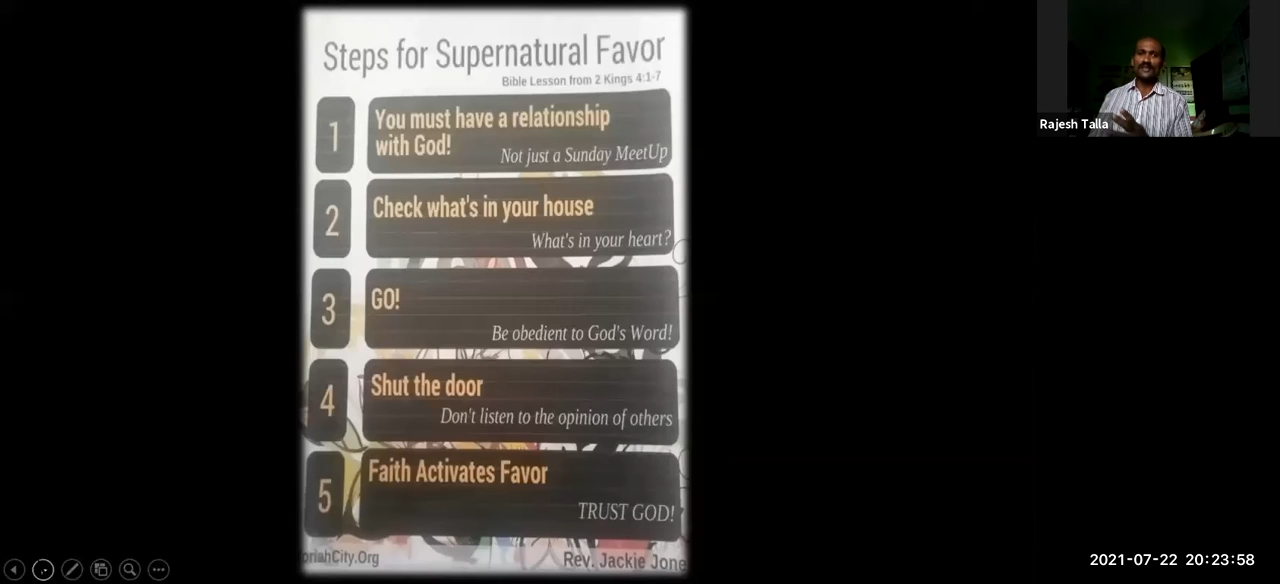 Steps for Supernatural Favor
Bible Lesson from 2 Kings 4:1-7
1
You must have a relationship
with God!
Not just a Sunday MeetUp
2
Check what's in your house
What's in your heart?
3
GO!
Be obedient to God's Word!
4
Shut the door
Don't listen to the opinion of others
5
Faith Activates Favor
TRUST GOD!
oriahCity.Org
Rev. Jackie Jone
Rajesh Talla
2021-07-22 20:23:58